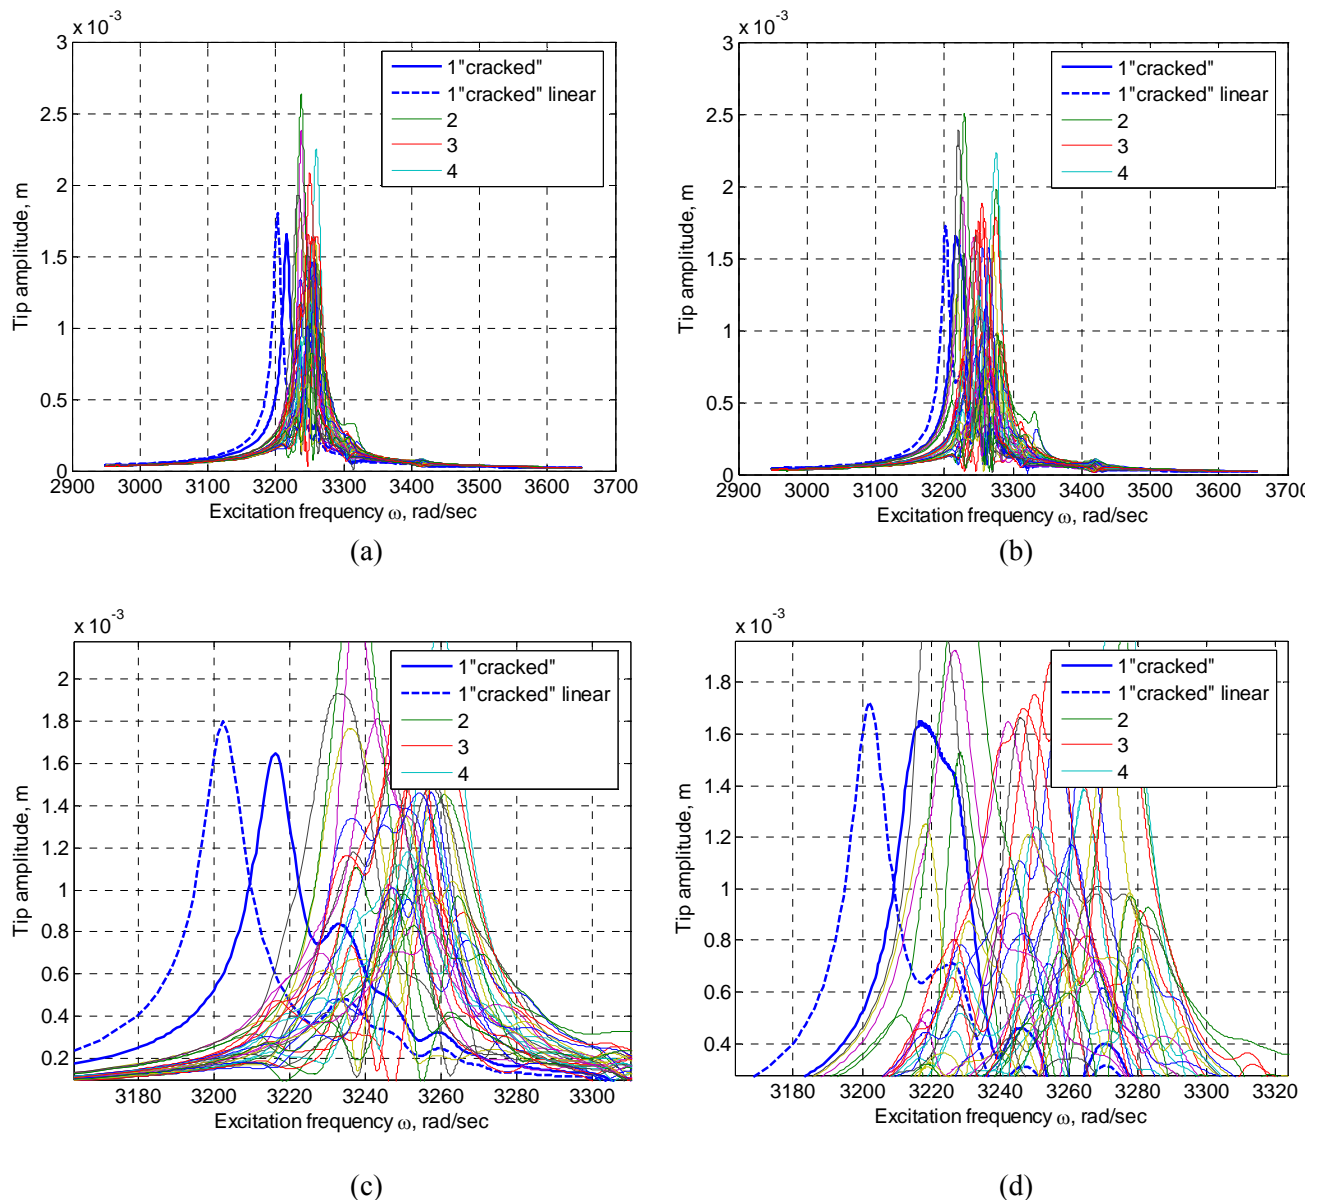 x 10 -3
3
2.5
2
1.5
1
0.5
0
Tip amplitude, m
1"cracked"
1"cracked" linear
2
3
4
2900 3000 3100 3200 3300 3400 3500 3600 3700
Excitation frequency ω, rad/sec
(a)
x 10 -3
3
2.5
2
1.5
1
0.5
0
Tip amplitude, m
1"cracked"
1"cracked" linear
2
3
4
2900 3000 3100 3200 3300 3400 3500 3600 3700
Excitation frequency ω, rad/sec
(b)
x 10 -3
2
1.8
1.6
1.4
1.2
1
0.8
0.6
0.4
0.2
Tip amplitude, m
1"cracked"
1"cracked" linear
2
3
4
3180 3200 3220 3240 3260 3280 3300
Excitation frequency ω, rad/sec
(c)
x 10 -3
1.8
1.6
1.4
1.2
1
0.8
0.6
0.4
Tip amplitude, m
1"cracked"
1"cracked" linear
2
3
4
3180 3200 3220 3240 3260 3280 3300 3320
Excitation frequency ω, rad/sec
(d)